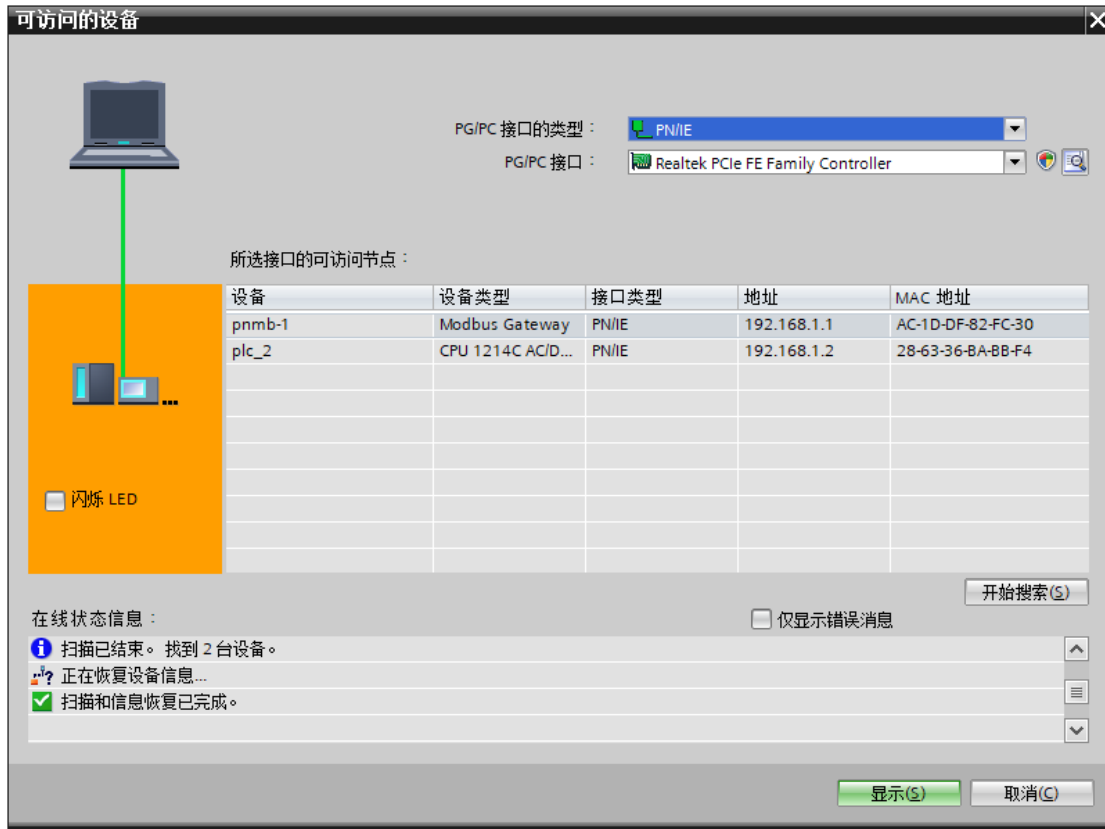 可访问的设备
PG/PC 接口的类型： PN/IE
PG/PC 接口： Realtek PCIe FE Family Controller
所选接口的可访问节点：
设备 设备类型 接口类型 地址 MAC 地址
pnmb-1 Modbus Gateway PN/IE 192.168.1.1 AC-1D-DF-82-FC-30
plc_2 CPU 1214C AC/D... PN/IE 192.168.1.2 28-63-36-BA-BB-F4
闪烁 LED
开始搜索(S)
在线状态信息： 仅显示错误消息
扫描已结束。 找到 2 台设备。
正在恢复设备信息...
扫描和信息恢复已完成。
显示(S) 取消(C)